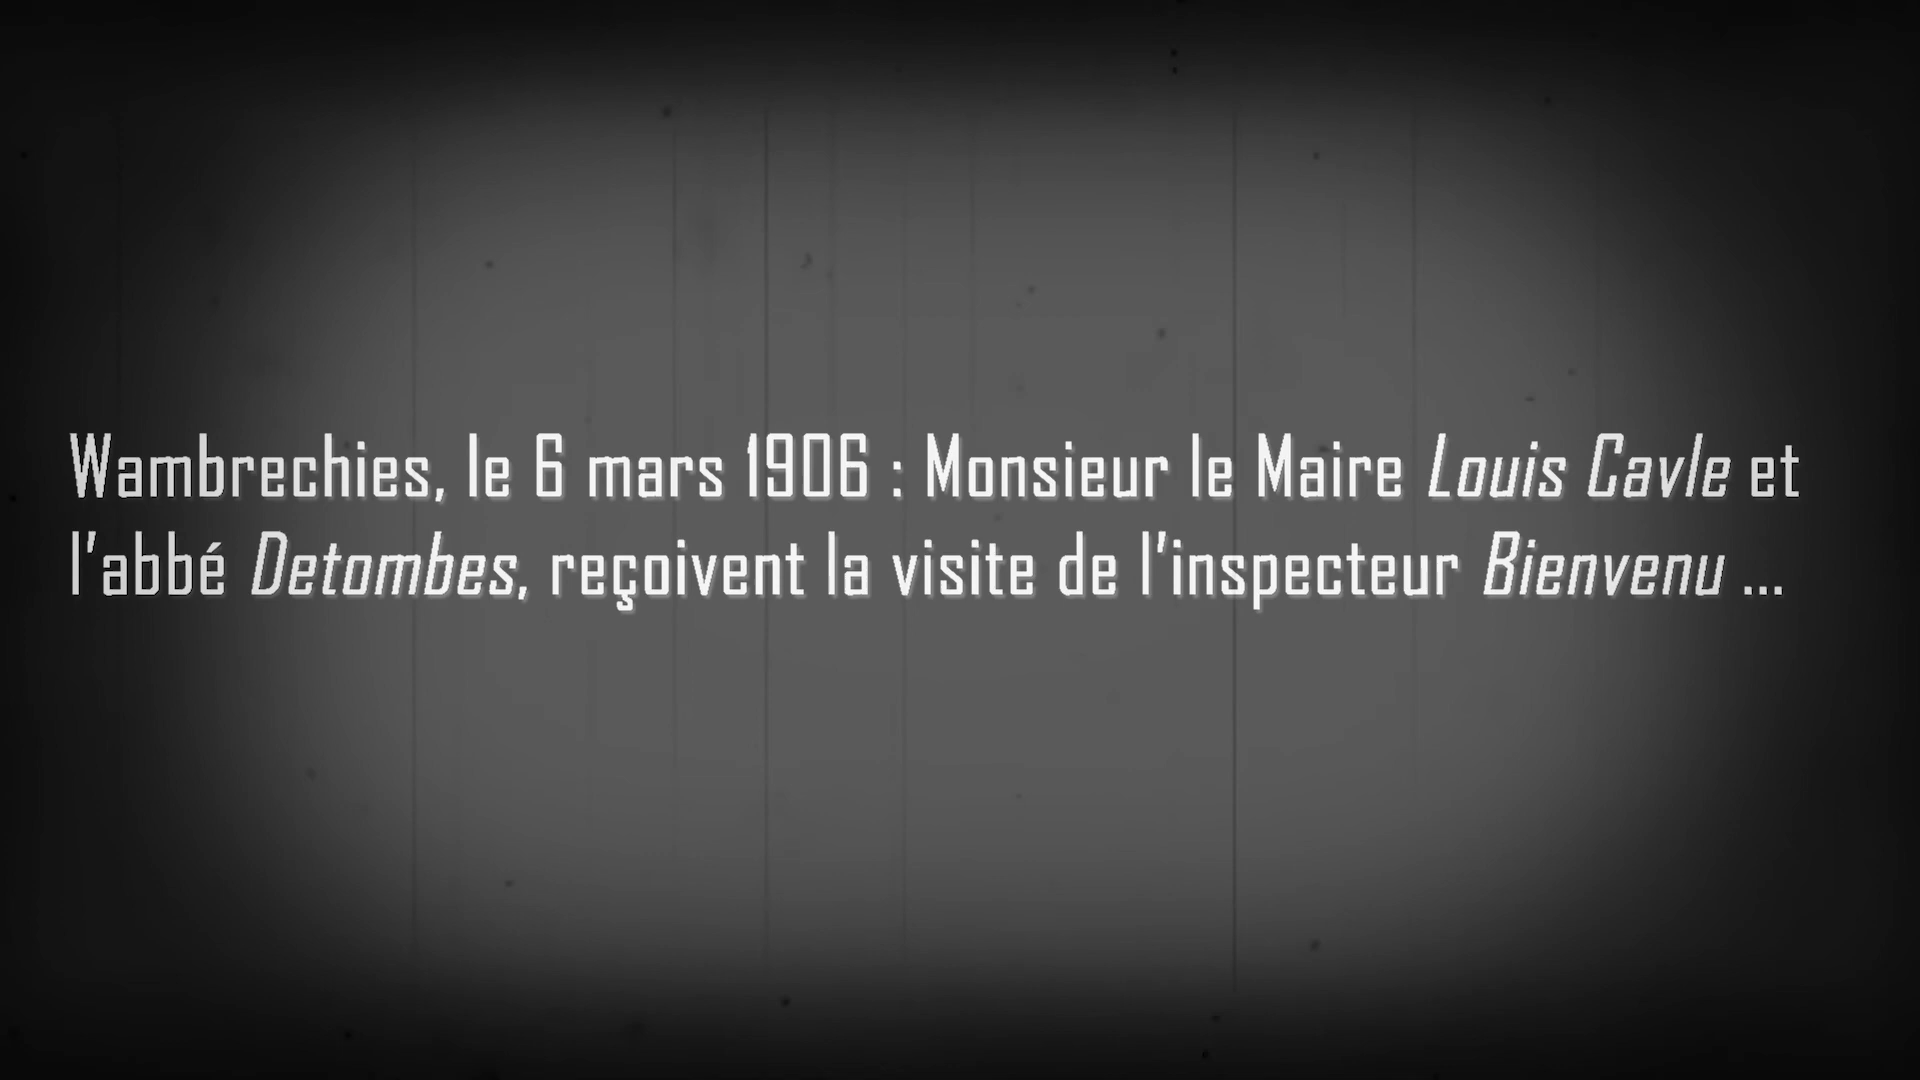 Wambrechies, le 6 mars 1906 : Monsieur le Maire Louis Cavle et
l'abbé Detombes, reçoivent la visite de l'inspecteur Bienvenu ...